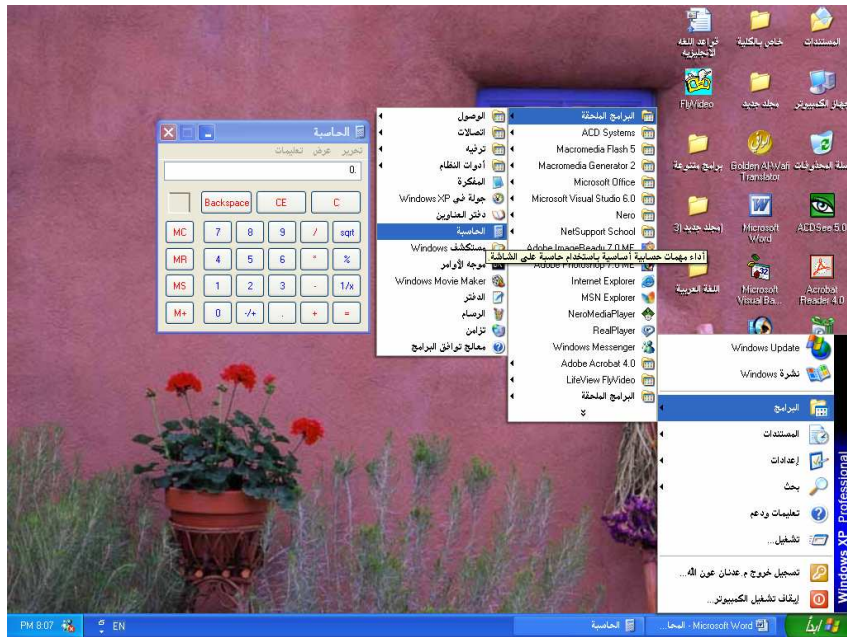 المستندات
خاص بالكلية
قواعد اللغه
الانجليزيه
جهاز الكمبيوتر
مجلد جديد
FlyVideo
سلة المحذوفات
Golden Al-Wafi
Translator
برامج متنوعة
ACDSee 5.0
Microsoft
Word
مجلد جديد (3
Acrobat
Reader 4.0
Microsoft
Visual Ba...
اللغة العربية
الحاسبة
تحرير عرض تعليمات
0.
Backspace CE C
MC 7 8 9 / sqrt
MR 4 5 6 * %
MS 1 2 3 - 1/x
M+ 0 -/+ . + =
الوصول
اتصالات
ترفيه
أدوات النظام
المفكرة
جولة في Windows XP
دفتر العناوين
الحاسبة
مستكشف Windows
موجه الأوامر
Windows Movie Maker
الدفتر
الرسام
تزامن
معالج توافق البرامج
البرامج الملحقة
ACD Systems
Macromedia Flash 5
Macromedia Generator 2
Microsoft Office
Microsoft Visual Studio 6.0
Nero
NetSupport School
Adobe ImageReady 7.0 ME
أداء مهمات حسابية أساسية باستخدام حاسبة على الشاشة
Adobe Photoshop 7.0 ME
Internet Explorer
MSN Explorer
NeroMediaPlayer
RealPlayer
Windows Messenger
Adobe Acrobat 4.0
LifeView FlyVideo
البرامج الملحقة
Windows Update
نشرة Windows
البرامج
المستندات
إعدادات
بحث
تعليمات ودعم
تشغيل...
تسجيل خروج م.عدنان عون الله...
إيقاف تشغيل الكمبيوتر...
Windows XP Professional
ابدأ
Microsoft Word - المحا...
الحاسبة
EN
PM 8:07